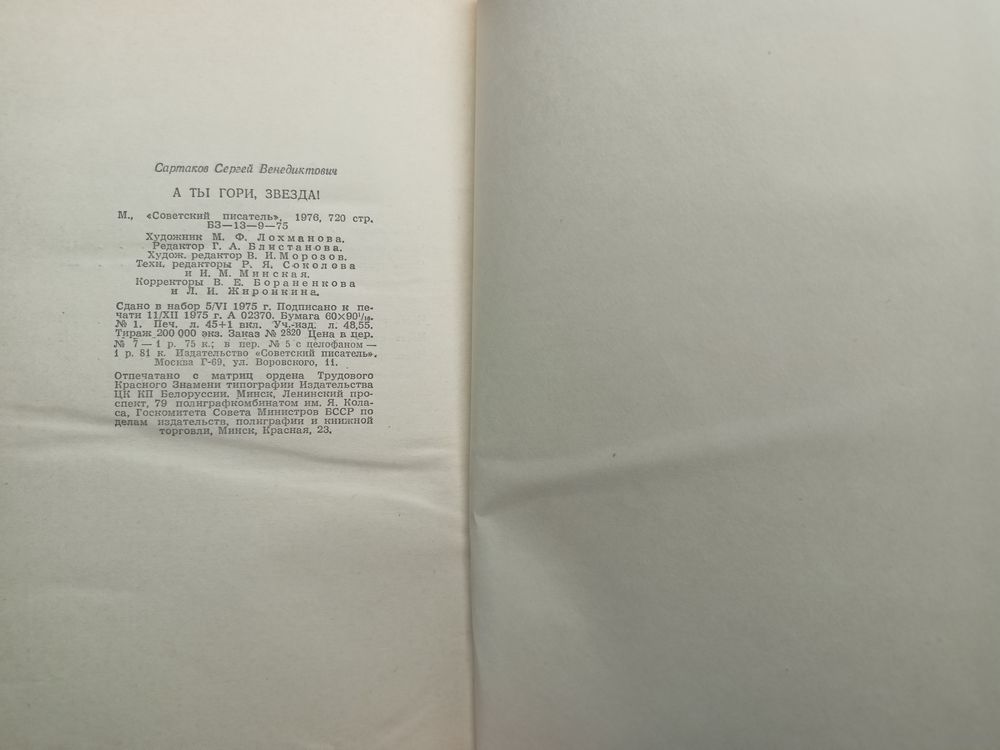 Сартаков Сергей Венедиктович
А ТЫ ГОРИ, ЗВЕЗДА!
М., «Советский писатель», 1976, 720 стр.
БЗ—13—9—75
Художник М. Ф. Лохманова.
Редактор Г. А. Блистанова.
Худож. редактор В. И. Морозов.
Техн. редакторы Р. Я. Соколова
и И. М. Минская.
Корректоры В. Е. Бораненкова
и Л. И. Жиронкина.
Сдано в набор 5/VI 1975 г. Подписано к пе-
чати 11/XII 1975 г. А 02370. Бумага 60×90¹/₁₆.
№ 1. Печ. л. 45+1 вкл. Уч.-изд. л. 48,55.
Тираж 200 000 экз. Заказ № 2820 Цена в пер.
№ 7 — 1 р. 75 к.; в пер. № 5 с целофаном —
1 р. 81 к. Издательство «Советский писатель».
Москва Г-69, ул. Воровского, 11.
Отпечатано с матриц ордена Трудового
Красного Знамени типографии Издательства
ЦК КП Белоруссии. Минск, Ленинский про-
спект, 79 полиграфкомбинатом им. Я. Кола-
са, Госкомитета Совета Министров БССР по
делам издательств, полиграфии и книжной
торговли, Минск, Красная, 23.